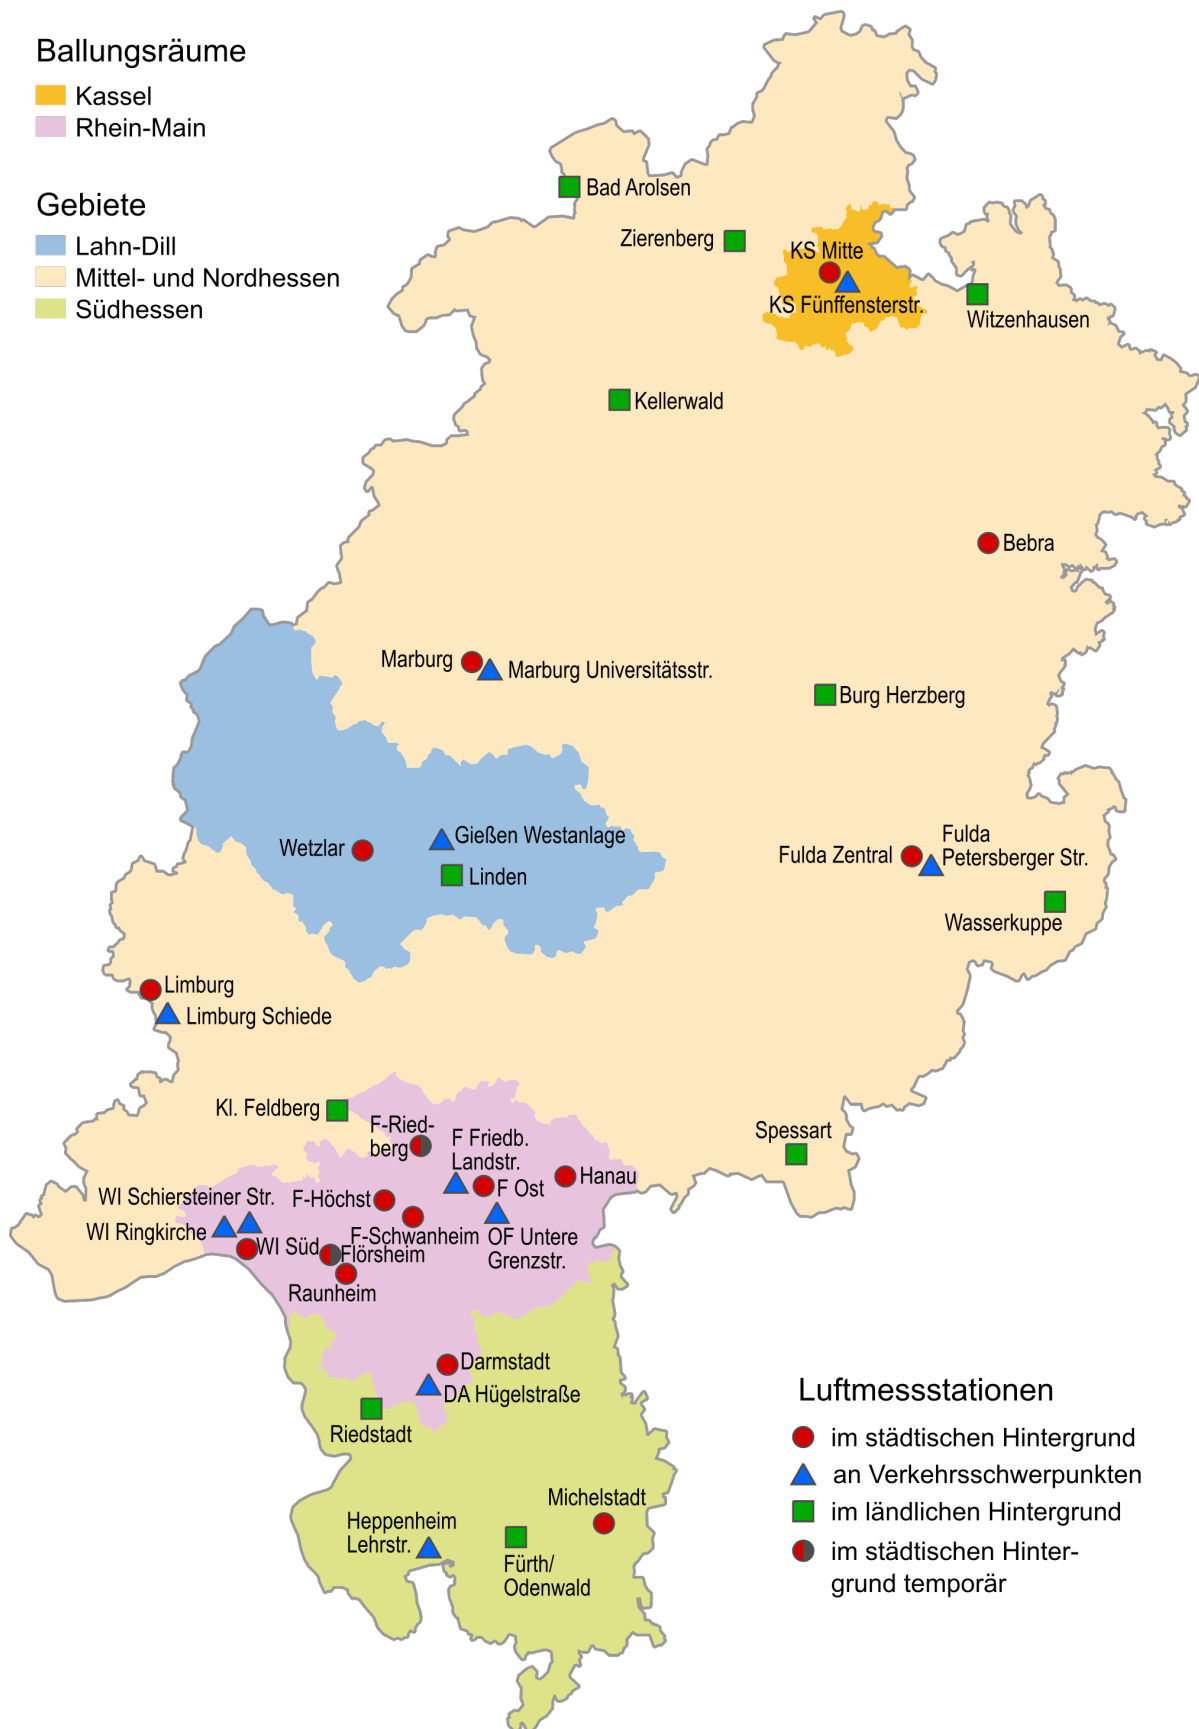 Ballungsräume
Kassel
Rhein-Main
Gebiete
Lahn-Dill
Mittel- und Nordhessen
Südhessen
Bad Arolsen
Zierenberg
KS Mitte
KS Fünffensterstr.
Witzenhausen
Kellerwald
Bebra
Marburg
Marburg Universitätsstr.
Burg Herzberg
Wetzlar
Gießen Westanlage
Linden
Fulda Zentral
Fulda
Petersberger Str.
Wasserkuppe
Limburg
Limburg Schiede
Kl. Feldberg
F-Ried-
berg
F Friedb.
Landstr.
Spessart
Hanau
F Ost
F-Höchst
WI Schiersteiner Str.
WI Ringkirche
F-Schwanheim
OF Untere
Grenzstr.
WI Süd
Flörsheim
Raunheim
Darmstadt
DA Hügelstraße
Riedstadt
Michelstadt
Heppenheim
Lehrstr.
Fürth/
Odenwald
Luftmessstationen
im städtischen Hintergrund
an Verkehrsschwerpunkten
im ländlichen Hintergrund
im städtischen Hinter-
grund temporär